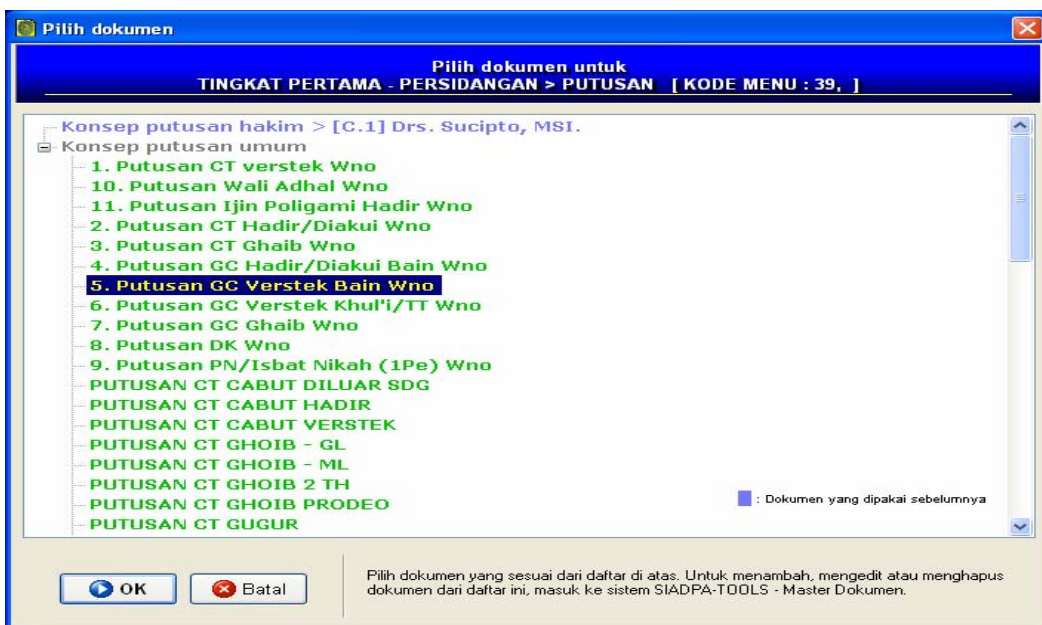 Pilih dokumen
Pilih dokumen untuk
TINGKAT PERTAMA - PERSIDANGAN > PUTUSAN [ KODE MENU : 39, ]
Konsep putusan hakim > [C.1] Drs. Sucipto, MSI.
Konsep putusan umum
1. Putusan CT verstek Wno
10. Putusan Wali Adhal Wno
11. Putusan Ijin Poligami Hadir Wno
2. Putusan CT Hadir/Diakui Wno
3. Putusan CT Ghaib Wno
4. Putusan GC Hadir/Diakui Bain Wno
5. Putusan GC Verstek Bain Wno
6. Putusan GC Verstek Khul'i/TT Wno
7. Putusan GC Ghaib Wno
8. Putusan DK Wno
9. Putusan PN/Isbat Nikah (1Pe) Wno
PUTUSAN CT CABUT DILUAR SDG
PUTUSAN CT CABUT HADIR
PUTUSAN CT CABUT VERSTEK
PUTUSAN CT GHOIB - GL
PUTUSAN CT GHOIB - ML
PUTUSAN CT GHOIB 2 TH
PUTUSAN CT GHOIB PRODEO
PUTUSAN CT GUGUR
: Dokumen yang dipakai sebelumnya
OK
Batal
Pilih dokumen yang sesuai dari daftar di atas. Untuk menambah, mengedit atau menghapus
dokumen dari daftar ini, masuk ke sistem SIADPA-TOOLS - Master Dokumen.